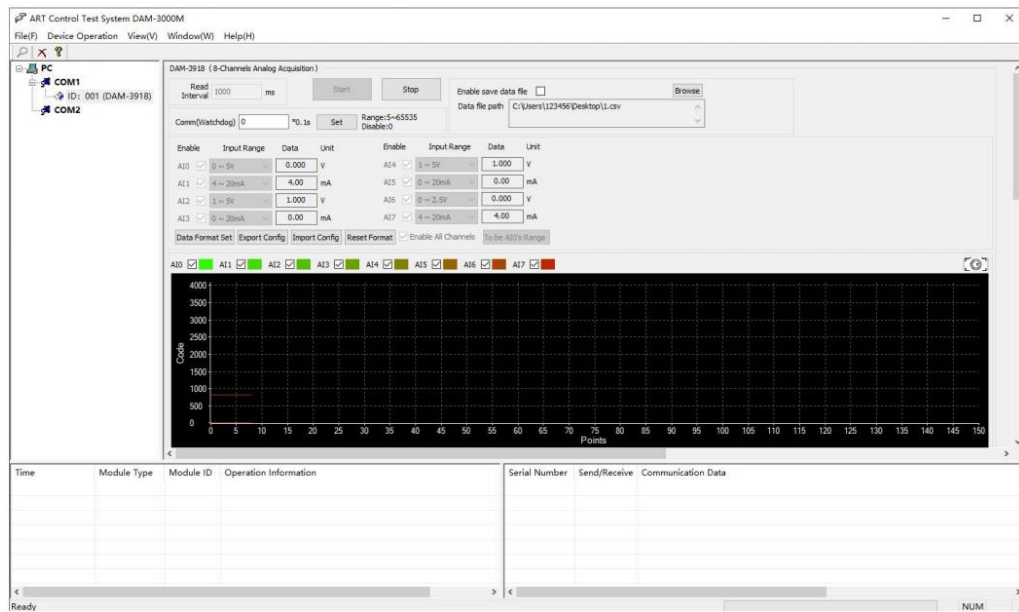 ART Control Test System DAM-3000M
File(F) Device Operation View(V) Window(W) Help(H)
PC
COM1
ID: 001 (DAM-3918)
COM2
DAM-3918 ( 8-Channels Analog Acquisition )
Read Interval 1000 ms Start Stop Enable save data file Browse
Data file path C:\Users\123456\Desktop\1.csv
Comm(Watchdog) 0 *0.1s Set Range:5~65535
Disable:0
Enable Input Range Data Unit Enable Input Range Data Unit
AI0 0 ~ 5V 0.000 V AI4 1 ~ 5V 1.000 V
AI1 4 ~ 20mA 4.00 mA AI5 0 ~ 20mA 0.00 mA
AI2 1 ~ 5V 1.000 V AI6 0 ~ 2.5V 0.000 V
AI3 0 ~ 20mA 0.00 mA AI7 4 ~ 20mA 4.00 mA
Data Format Set Export Config Import Config Reset Format Enable All Channels To be AI0's Range
AI0 AI1 AI2 AI3 AI4 AI5 AI6 AI7
4000
3500
3000
2500
2000
1500
1000
500
0
Code
0 5 10 15 20 25 30 35 40 45 50 55 60 65 70 75 80 85 90 95 100 105 110 115 120 125 130 135 140 145 150
Points
Time Module Type Module ID Operation Information Serial Number Send/Receive Communication Data
Ready NUM